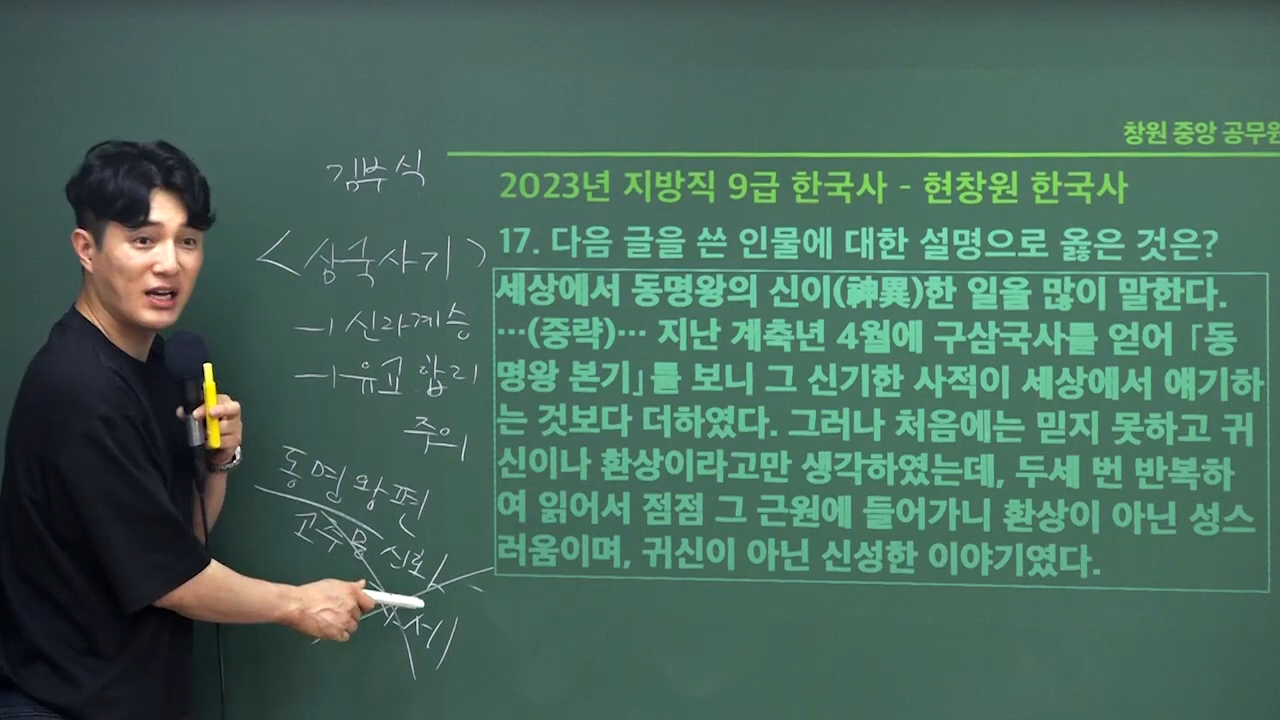 창원 중앙 공무원
2023년 지방직 9급 한국사 - 현창원 한국사
17. 다음 글을 쓴 인물에 대한 설명으로 옳은 것은?
세상에서 동명왕의 신이(神異)한 일을 많이 말한다.
…(중략)… 지난 계축년 4월에 구삼국사를 얻어 「동
명왕 본기」를 보니 그 신기한 사적이 세상에서 얘기하
는 것보다 더하였다. 그러나 처음에는 믿지 못하고 귀
신이나 환상이라고만 생각하였는데, 두세 번 반복하
여 읽어서 점점 그 근원에 들어가니 환상이 아닌 성스
러움이며, 귀신이 아닌 신성한 이야기였다.
김부식
<삼국사기>
신라계승
유교 합리
주의
동명왕편
고주몽 신화